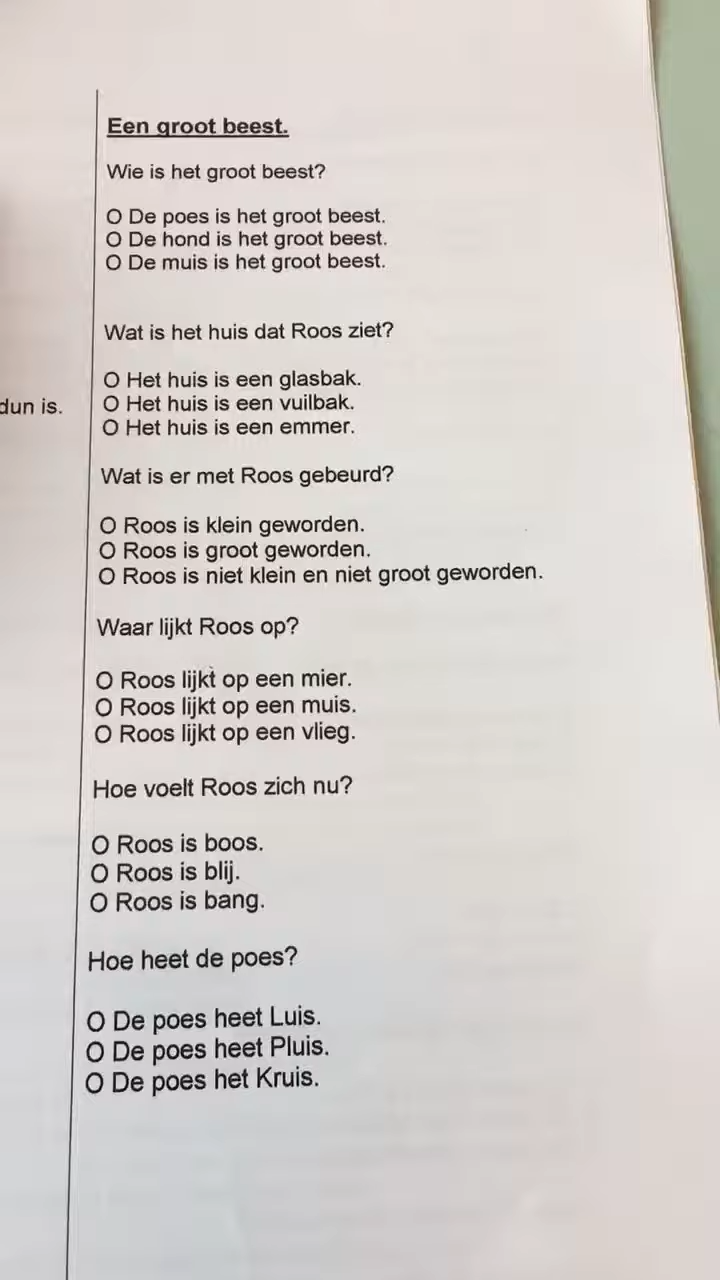 Een groot beest.
Wie is het groot beest?
O De poes is het groot beest.
O De hond is het groot beest.
O De muis is het groot beest.
Wat is het huis dat Roos ziet?
O Het huis is een glasbak.
dun is.
O Het huis is een vuilbak.
O Het huis is een emmer.
Wat is er met Roos gebeurd?
O Roos is klein geworden.
O Roos is groot geworden.
O Roos is niet klein en niet groot geworden.
Waar lijkt Roos op?
O Roos lijkt op een mier.
O Roos lijkt op een muis.
O Roos lijkt op een vlieg.
Hoe voelt Roos zich nu?
O Roos is boos.
O Roos is blij.
O Roos is bang.
Hoe heet de poes?
O De poes heet Luis.
O De poes heet Pluis.
O De poes het Kruis.